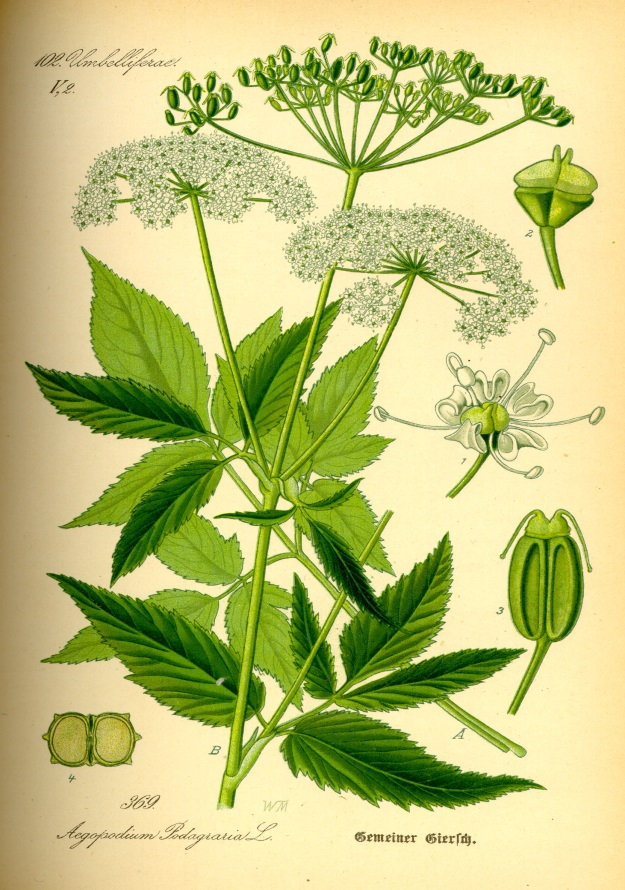 102. Umbelliferae.
V, 2.
2
1
3
4
B
A
369.
WM
Aegopodium Podagraria L.
Gemeiner Giersch.